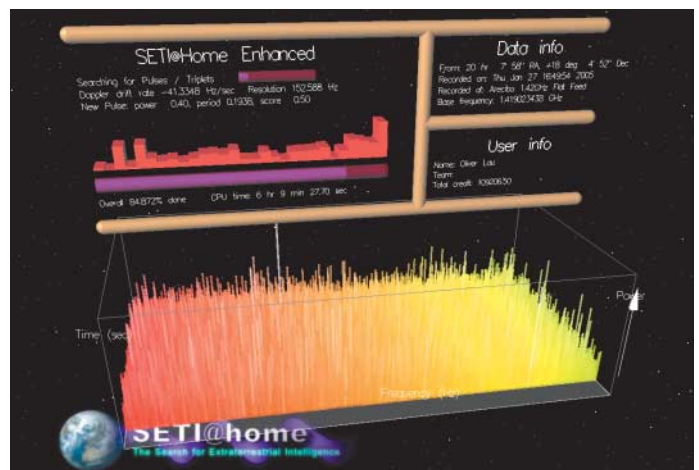 SETI@Home Enhanced
Searching for Pulses / Triplets
Doppler drift rate -41.3348 Hz/sec Resolution 152.588 Hz
New Pulse: power 0.40, period 0.1938, score 0.50
Overall 84.872% done CPU time: 6 hr 9 min 27.70 sec
Data info
From: 20 hr 7' 58" RA, +18 deg 4' 52" Dec
Recorded on: Thu Jan 27 18:49:54 2005
Recorded at: Arecibo 1.42GHz Flat Feed
Base frequency: 1.419023438 GHz
User info
Name: Oliver Lau
Team:
Total credit: 10920.630
Power
Time (sec)
Frequency (Hz)
SETI@home
The Search for Extraterrestrial Intelligence